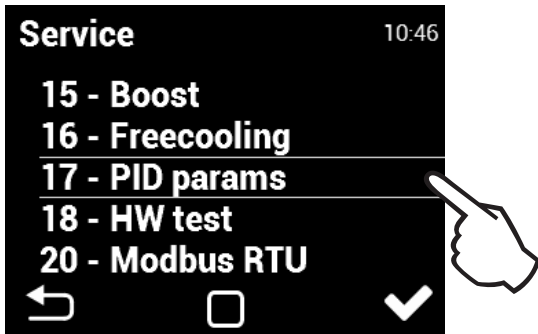 Service 10:46
15 - Boost
16 - Freecooling
17 - PID params
18 - HW test
20 - Modbus RTU